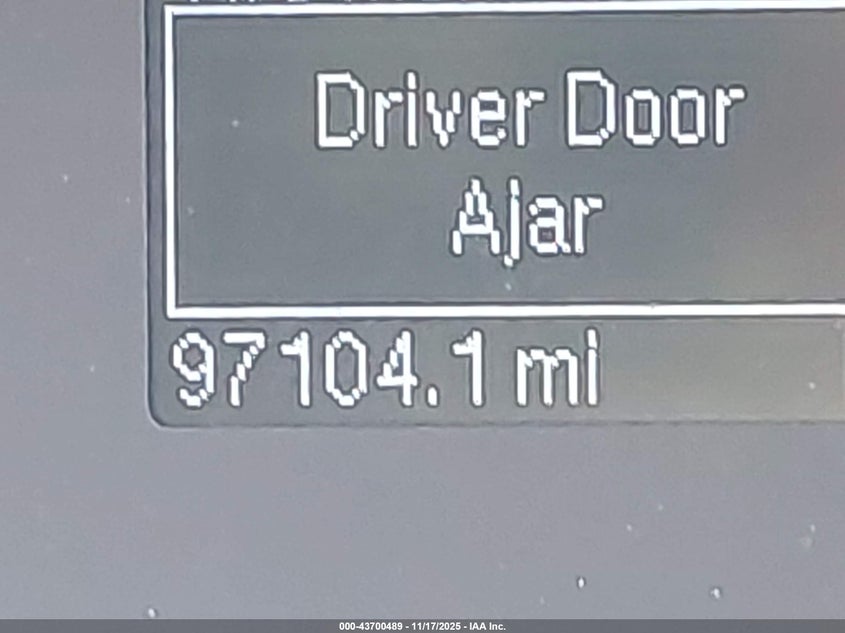 Driver Door
Ajar
97104.1 mi
000-43700489 - 11/17/2025 - IAA Inc.